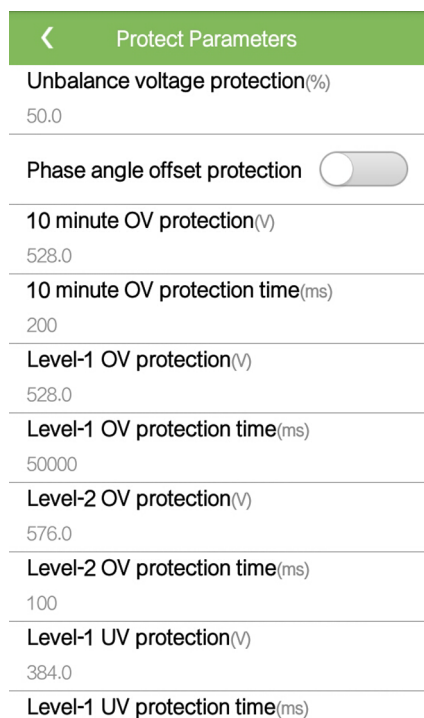 Protect Parameters
Unbalance voltage protection(%)
50.0
Phase angle offset protection
10 minute OV protection(V)
528.0
10 minute OV protection time(ms)
200
Level-1 OV protection(V)
528.0
Level-1 OV protection time(ms)
50000
Level-2 OV protection(V)
576.0
Level-2 OV protection time(ms)
100
Level-1 UV protection(V)
384.0
Level-1 UV protection time(ms)